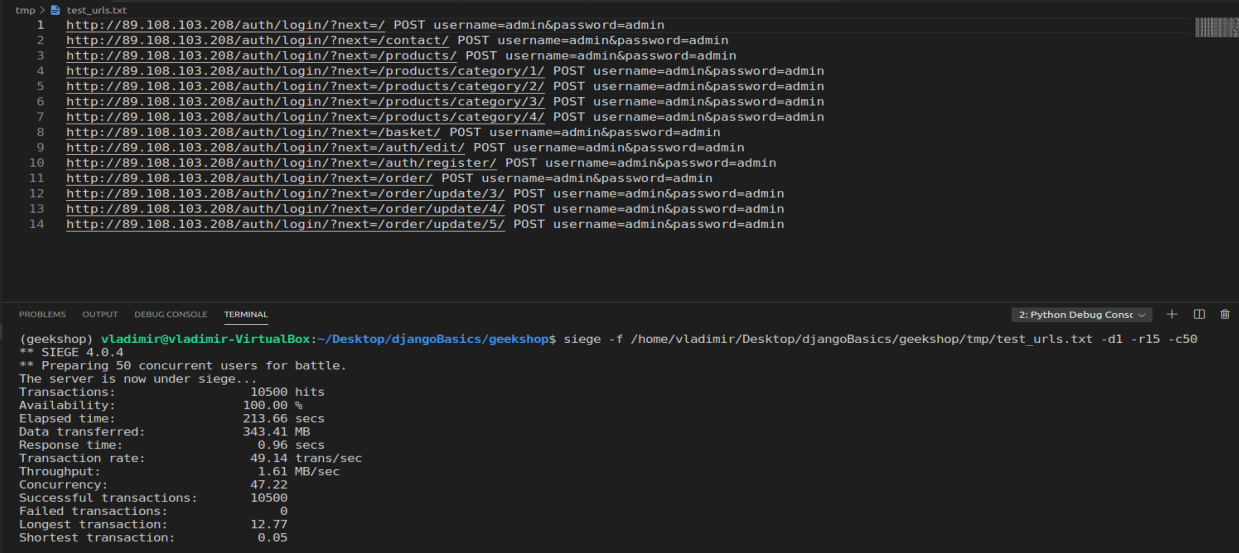 tmp > test_urls.txt
1 http://89.108.103.208/auth/login/?next=/ POST username=admin&password=admin
2 http://89.108.103.208/auth/login/?next=/contact/ POST username=admin&password=admin
3 http://89.108.103.208/auth/login/?next=/products/ POST username=admin&password=admin
4 http://89.108.103.208/auth/login/?next=/products/category/1/ POST username=admin&password=admin
5 http://89.108.103.208/auth/login/?next=/products/category/2/ POST username=admin&password=admin
6 http://89.108.103.208/auth/login/?next=/products/category/3/ POST username=admin&password=admin
7 http://89.108.103.208/auth/login/?next=/products/category/4/ POST username=admin&password=admin
8 http://89.108.103.208/auth/login/?next=/basket/ POST username=admin&password=admin
9 http://89.108.103.208/auth/login/?next=/auth/edit/ POST username=admin&password=admin
10 http://89.108.103.208/auth/login/?next=/auth/register/ POST username=admin&password=admin
11 http://89.108.103.208/auth/login/?next=/order/ POST username=admin&password=admin
12 http://89.108.103.208/auth/login/?next=/order/update/3/ POST username=admin&password=admin
13 http://89.108.103.208/auth/login/?next=/order/update/4/ POST username=admin&password=admin
14 http://89.108.103.208/auth/login/?next=/order/update/5/ POST username=admin&password=admin
PROBLEMS OUTPUT DEBUG CONSOLE TERMINAL 2: Python Debug Consc
(geekshop) vladimir@vladimir-VirtualBox:~/Desktop/djangoBasics/geekshop$ siege -f /home/vladimir/Desktop/djangoBasics/geekshop/tmp/test_urls.txt -d1 -r15 -c50
** SIEGE 4.0.4
** Preparing 50 concurrent users for battle.
The server is now under siege...
Transactions: 10500 hits
Availability: 100.00 %
Elapsed time: 213.66 secs
Data transferred: 343.41 MB
Response time: 0.96 secs
Transaction rate: 49.14 trans/sec
Throughput: 1.61 MB/sec
Concurrency: 47.22
Successful transactions: 10500
Failed transactions: 0
Longest transaction: 12.77
Shortest transaction: 0.05